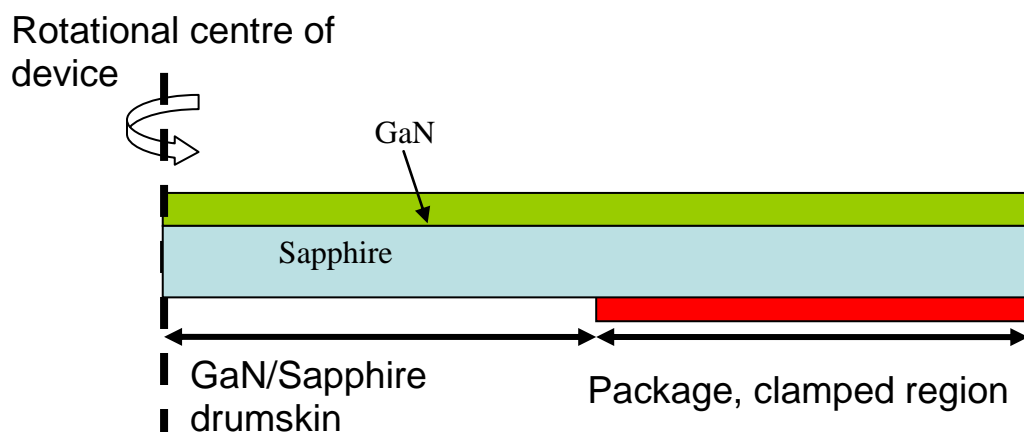 Rotational centre of
device
GaN
Sapphire
GaN/Sapphire
drumskin
Package, clamped region